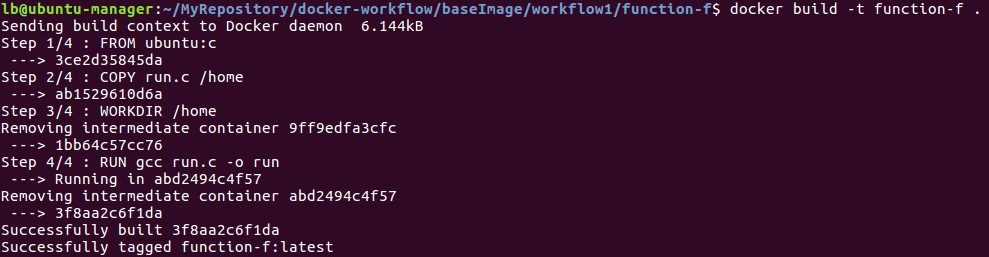 lb@ubuntu-manager:~/MyRepository/docker-workflow/baseImage/workflow1/function-f$ docker build -t function-f .
Sending build context to Docker daemon  6.144kB
Step 1/4 : FROM ubuntu:c
 ---> 3ce2d35845da
Step 2/4 : COPY run.c /home
 ---> ab1529610d6a
Step 3/4 : WORKDIR /home
Removing intermediate container 9ff9edfa3cfc
 ---> 1bb64c57cc76
Step 4/4 : RUN gcc run.c -o run
 ---> Running in abd2494c4f57
Removing intermediate container abd2494c4f57
 ---> 3f8aa2c6f1da
Successfully built 3f8aa2c6f1da
Successfully tagged function-f:latest